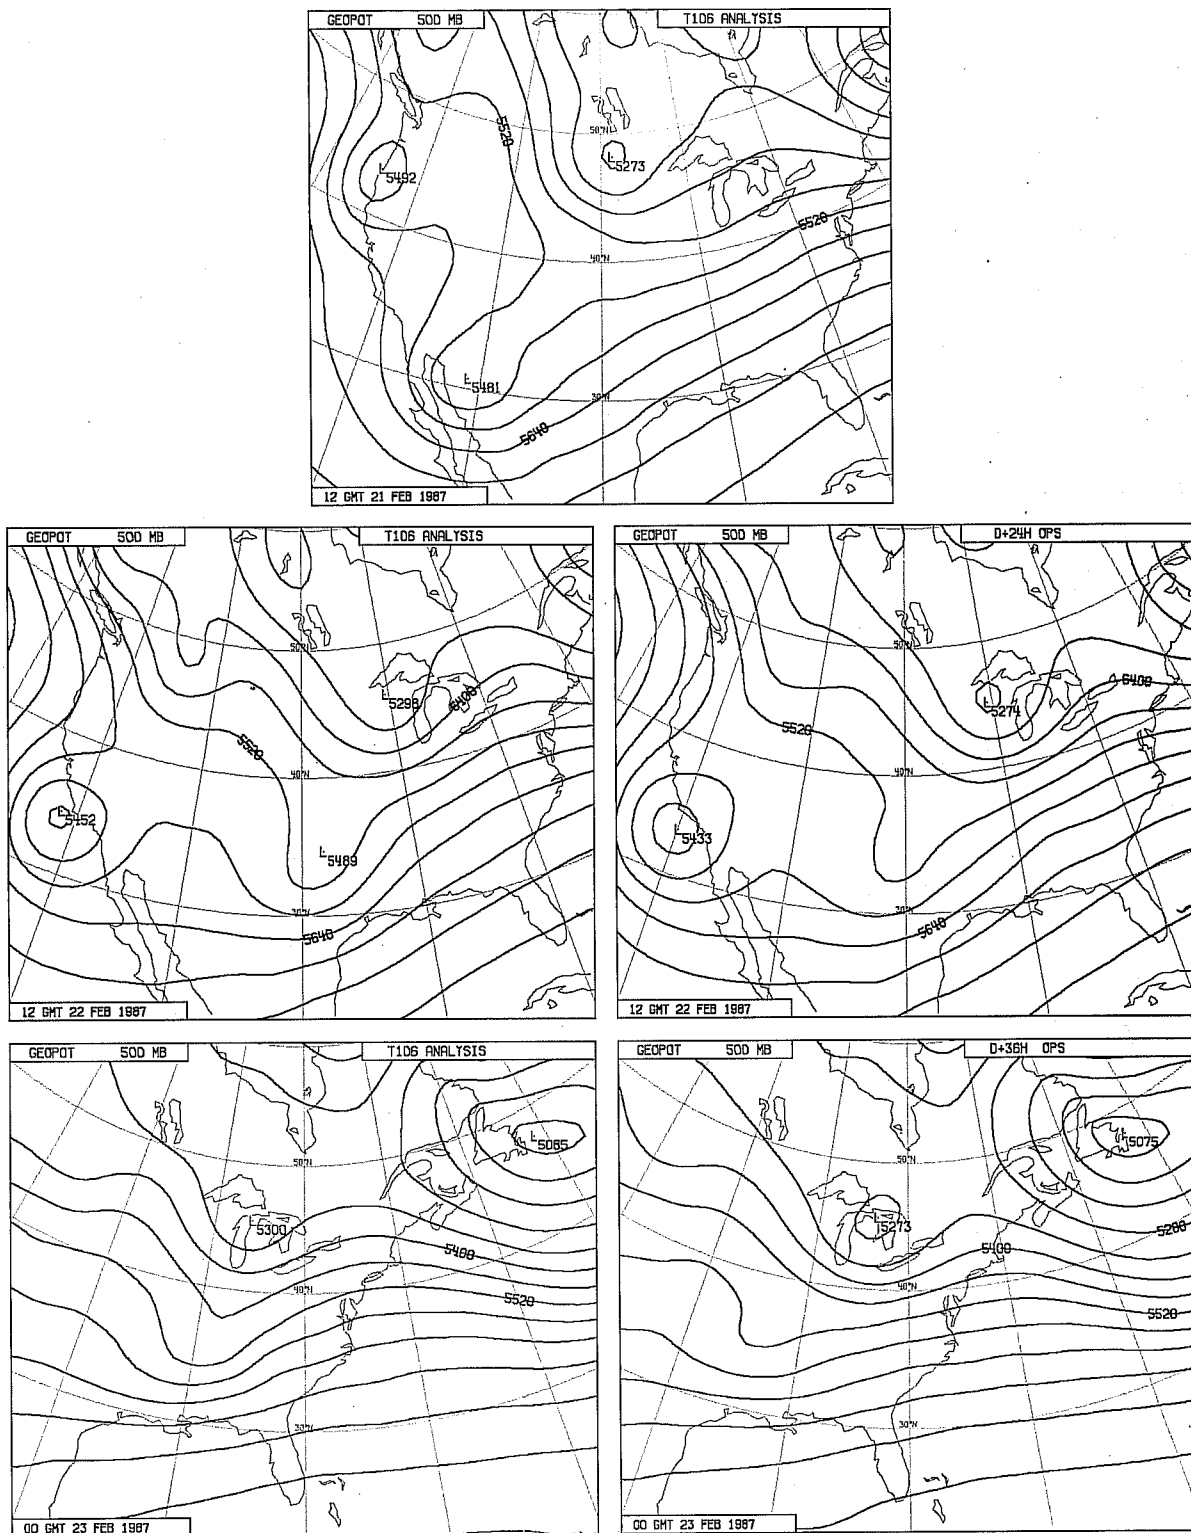 GEOPOT 500 MB T106 ANALYSIS
5520
50°N
L 5273
L 5492
5520
40°N
L 5481
30°N
5640
12 GMT 21 FEB 1987
GEOPOT 500 MB T106 ANALYSIS
50°N
L 5298
5400
5520
40°N
L 5452
L 5489
30°N
5640
12 GMT 22 FEB 1987
GEOPOT 500 MB D+24H OPS
50°N
5400
L 5274
5520
40°N
L 5433
30°N
5640
12 GMT 22 FEB 1987
GEOPOT 500 MB T106 ANALYSIS
L 5065
50°N
L 5300
5400
40°N
5520
30°N
00 GMT 23 FEB 1987
GEOPOT 500 MB D+36H OPS
L 5075
50°N
L 5273
5280
5400
40°N
5520
30°N
00 GMT 23 FEB 1987